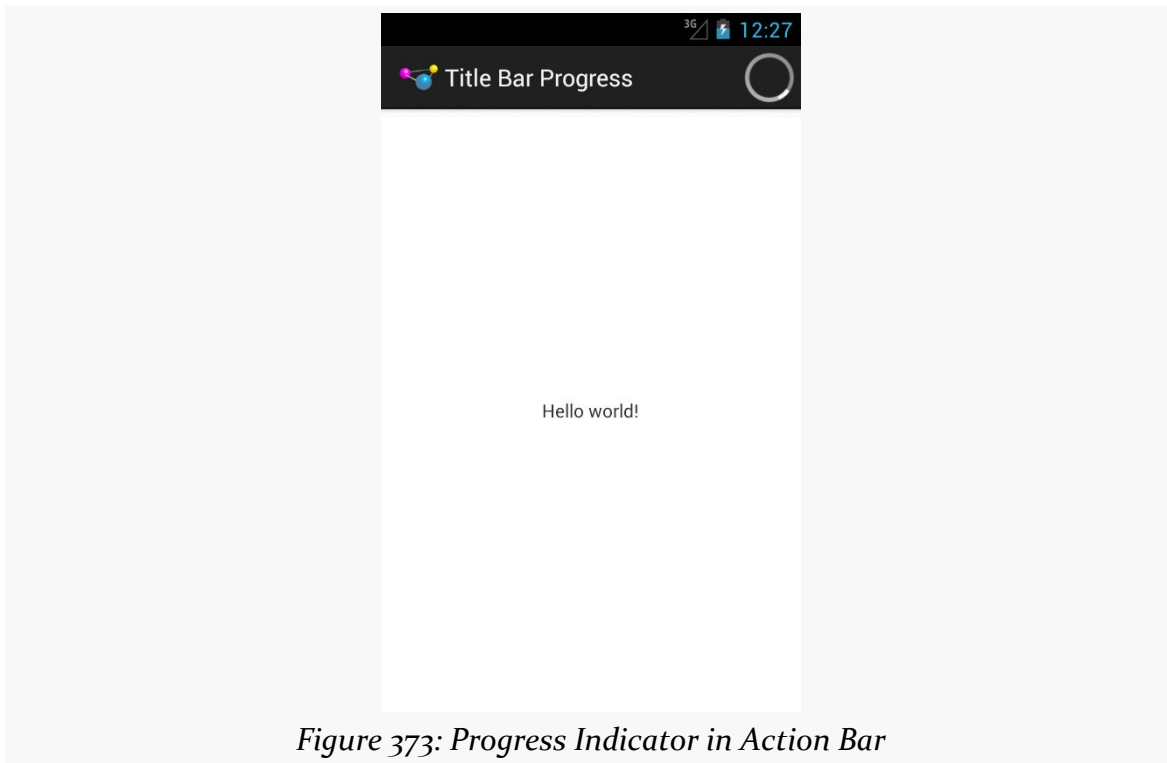 3G 12:27
Title Bar Progress
Hello world!
Figure 373: Progress Indicator in Action Bar